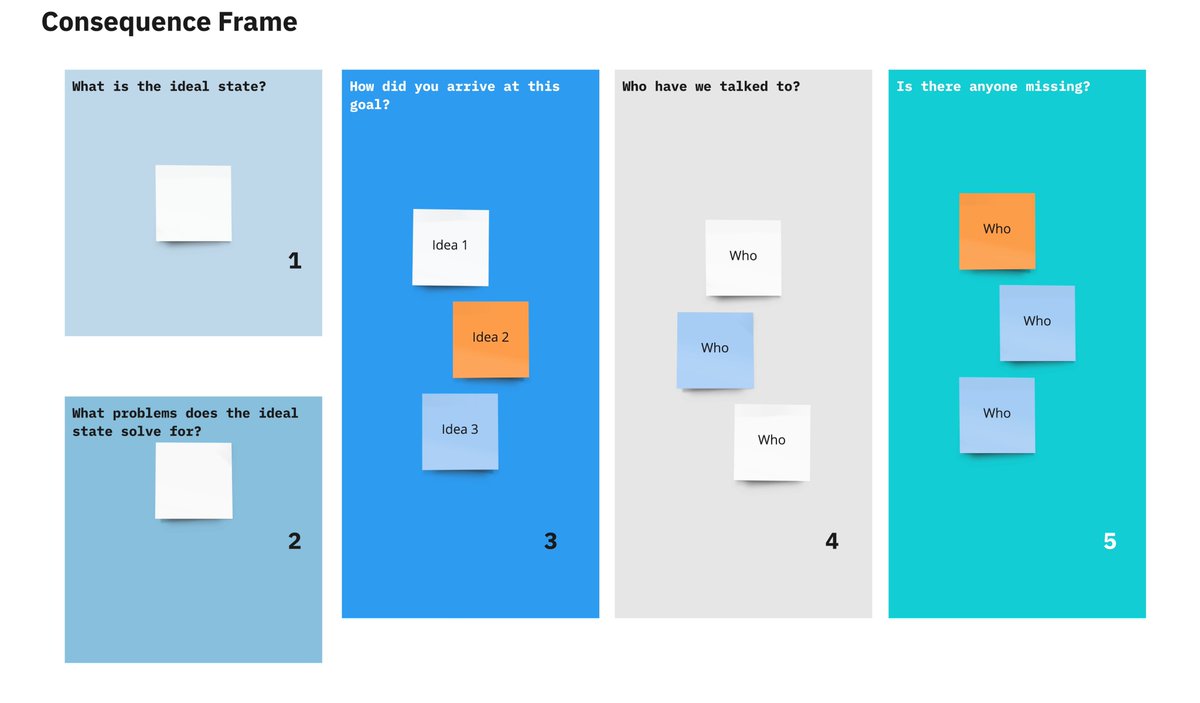 Consequence Frame
What is the ideal state?
1
What problems does the ideal
state solve for?
2
How did you arrive at this
goal?
Idea 1
Idea 2
Idea 3
3
Who have we talked to?
Who
Who
Who
4
Is there anyone missing?
Who
Who
Who
5